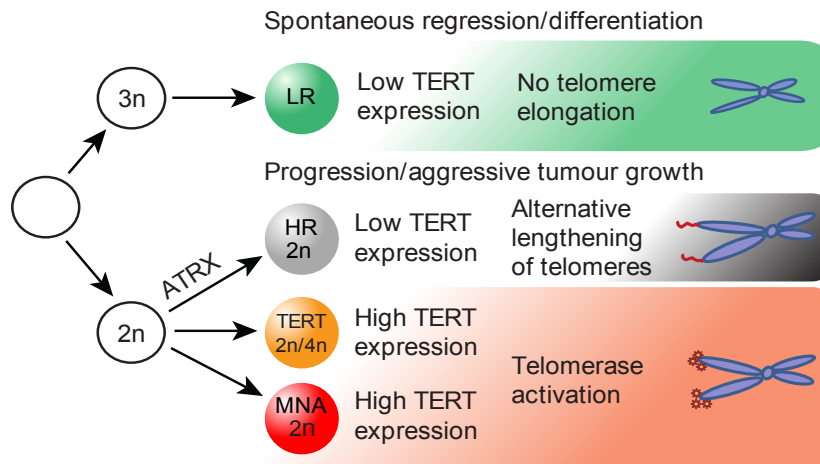 Spontaneous regression/differentiation
3n
LR
Low TERT
expression
No telomere
elongation
Progression/aggressive tumour growth
ATRX
HR
2n
Low TERT
expression
Alternative
lengthening
of telomeres
2n
TERT
2n/4n
High TERT
expression
Telomerase
activation
MNA
2n
High TERT
expression